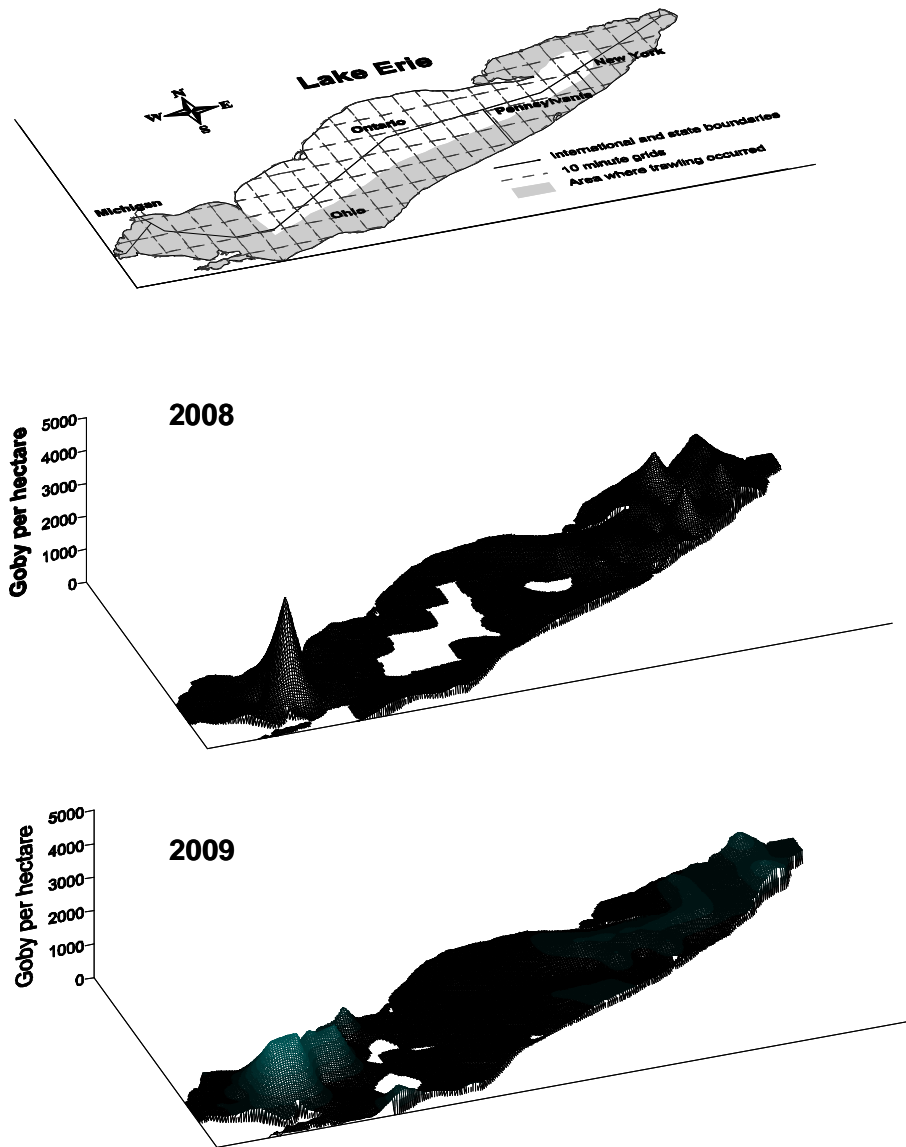 Lake Erie
N
W E
S
New York
Pennsylvania
Ontario
Michigan
Ohio
International and state boundaries
10 minute grids
Area where trawling occurred
2008
Goby per hectare
5000
4000
3000
2000
1000
0
2009
Goby per hectare
5000
4000
3000
2000
1000
0